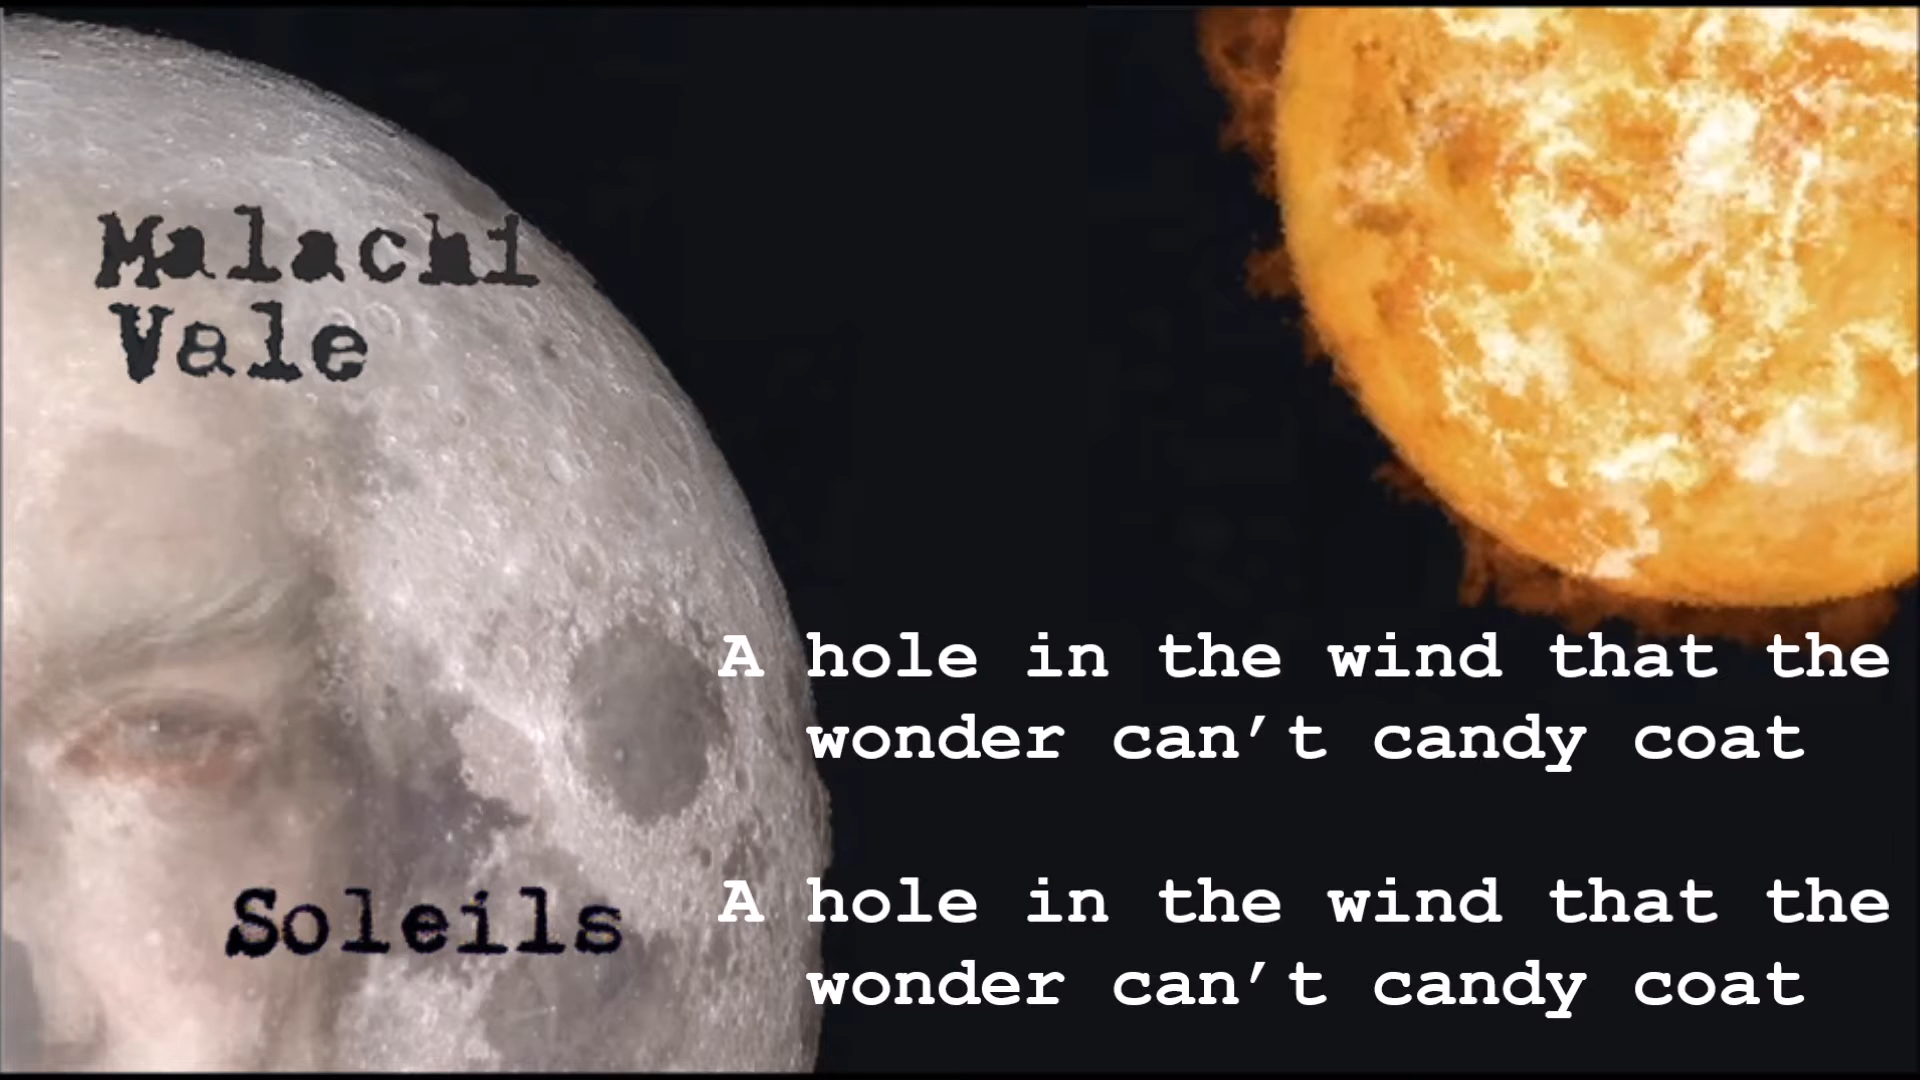 Malachi
Vale
A hole in the wind that the
wonder can’t candy coat
Soleils
A hole in the wind that the
wonder can’t candy coat